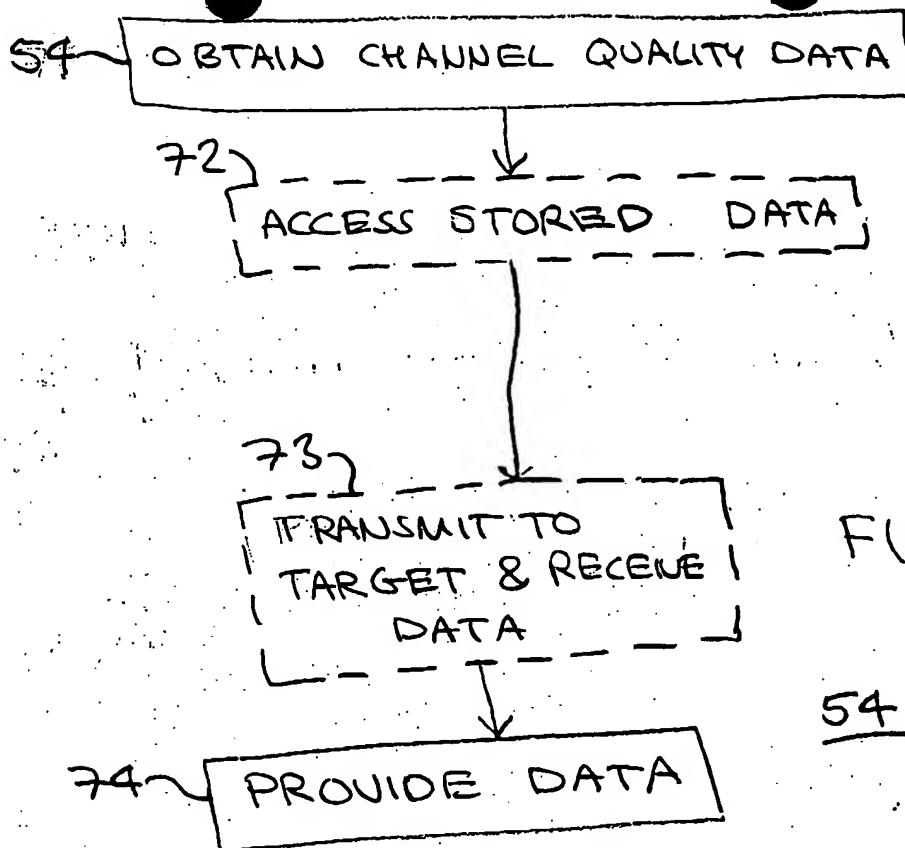 54 OBTAIN CHANNEL QUALITY DATA
72
ACCESS STORED DATA
73
TRANSMIT TO
TARGET & RECEIVE
DATA
54
74 PROVIDE DATA